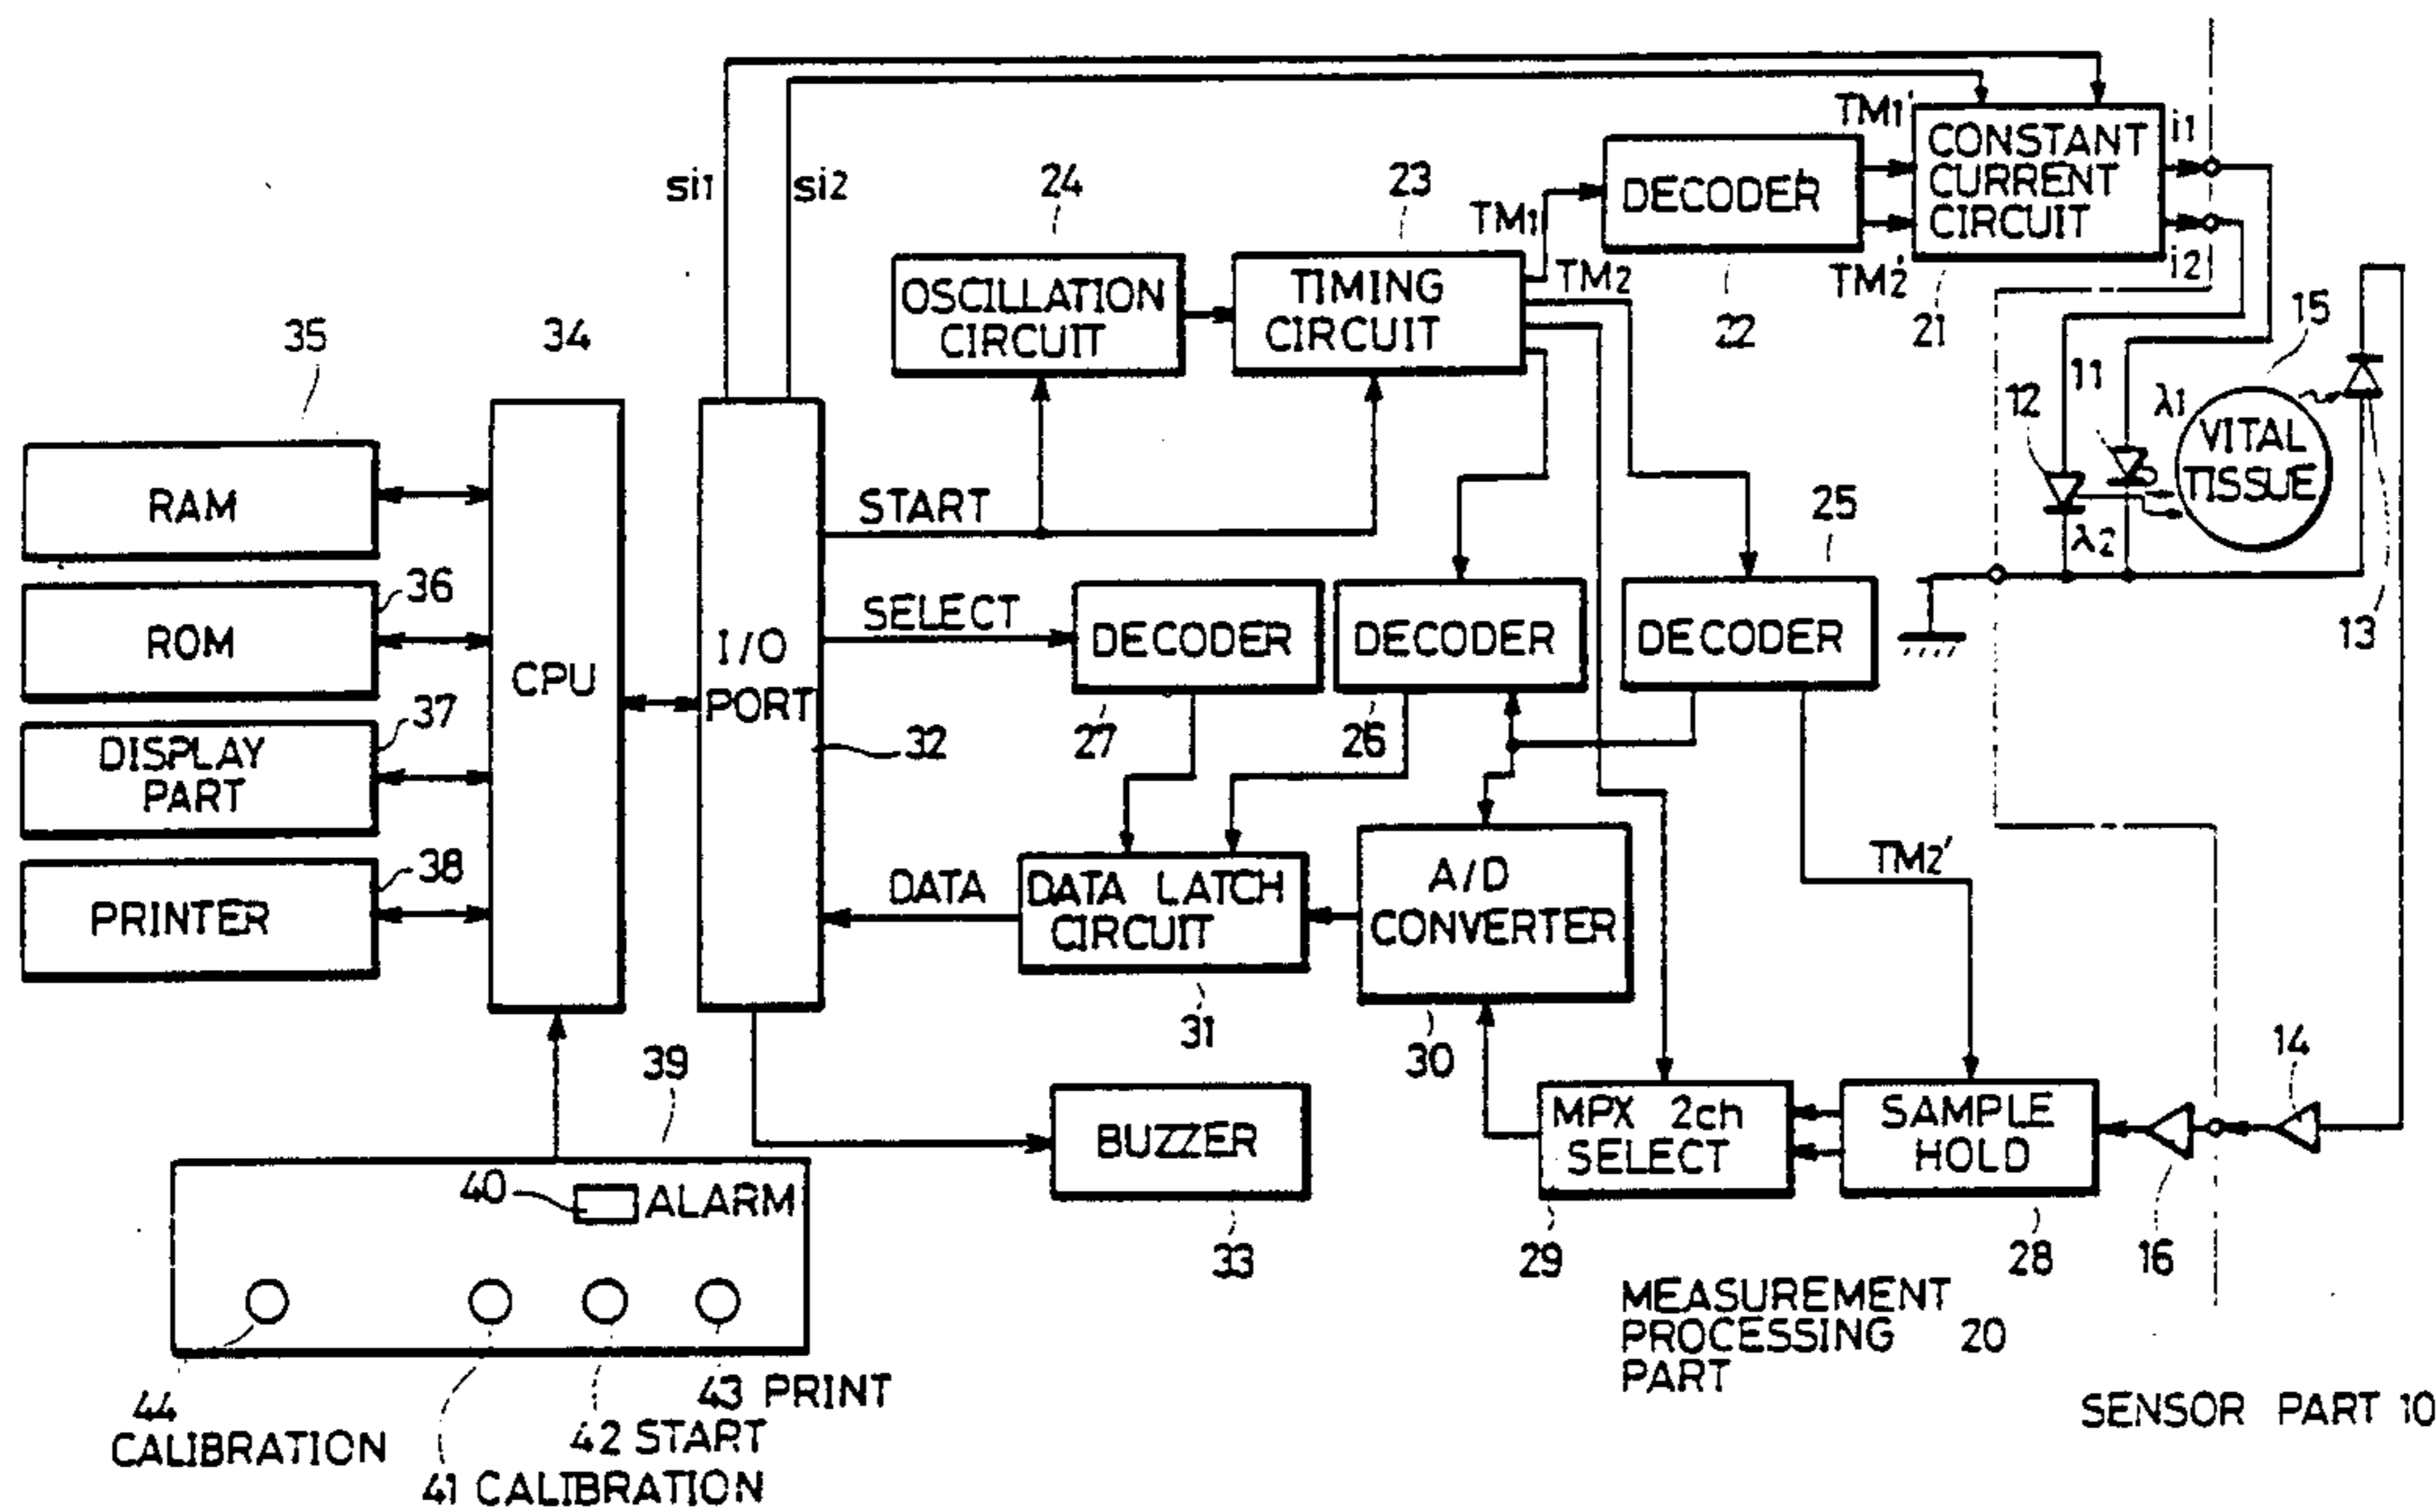 si1
si2
24
23
TM1
TM1'
DECODER
CONSTANT
CURRENT
CIRCUIT
i1
i2
TM2
TM2'
22
21
OSCILLATION
CIRCUIT
TIMING
CIRCUIT
15
35
34
12
11
λ1
VITAL
TISSUE
λ2
13
RAM
START
25
36
ROM
SELECT
DECODER
DECODER
DECODER
CPU
I/O
PORT
37
DISPLAY
PART
32
27
26
38
PRINTER
DATA
DATA LATCH
CIRCUIT
A/D
CONVERTER
TM2'
31
30
14
39
BUZZER
MPX 2ch
SELECT
SAMPLE
HOLD
40
ALARM
33
29
28
16
MEASUREMENT
PROCESSING 20
PART
44
CALIBRATION
43 PRINT
42 START
41 CALIBRATION
SENSOR PART 10